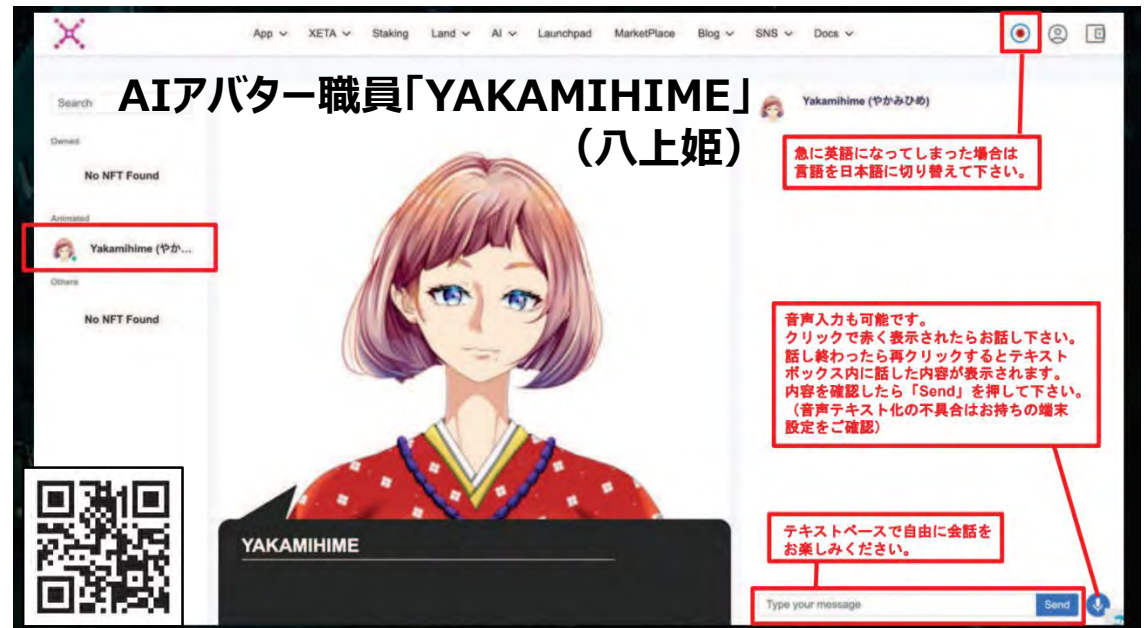 App XETA Staking Land AI Launchpad MarketPlace Blog SNS Docs
AIアバター職員「YAKAMIHIME」
（八上姫）
Search
Owned
No NFT Found
Animated
Yakamihime (やか...
Others
No NFT Found
Yakamihime (やかみひめ)
急に英語になってしまった場合は
言語を日本語に切り替えて下さい。
音声入力も可能です。
クリックで赤く表示されたらお話し下さい。
話し終わったら再クリックするとテキスト
ボックス内に話した内容が表示されます。
内容を確認したら「Send」を押して下さい。
（音声テキスト化の不具合はお持ちの端末
設定をご確認）
YAKAMIHIME
テキストベースで自由に会話を
お楽しみください。
Type your message
Send